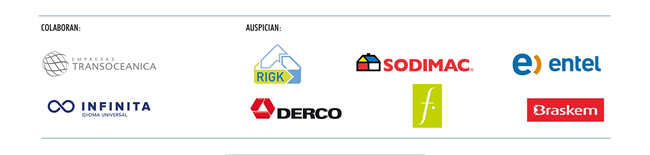 COLABORAN:
AUSPICIAN:
EMPRESAS
TRANSOCEANICA
RIGK
SODIMAC
entel
INFINITA
IDIOMA UNIVERSAL
DERCO
f.
Braskem